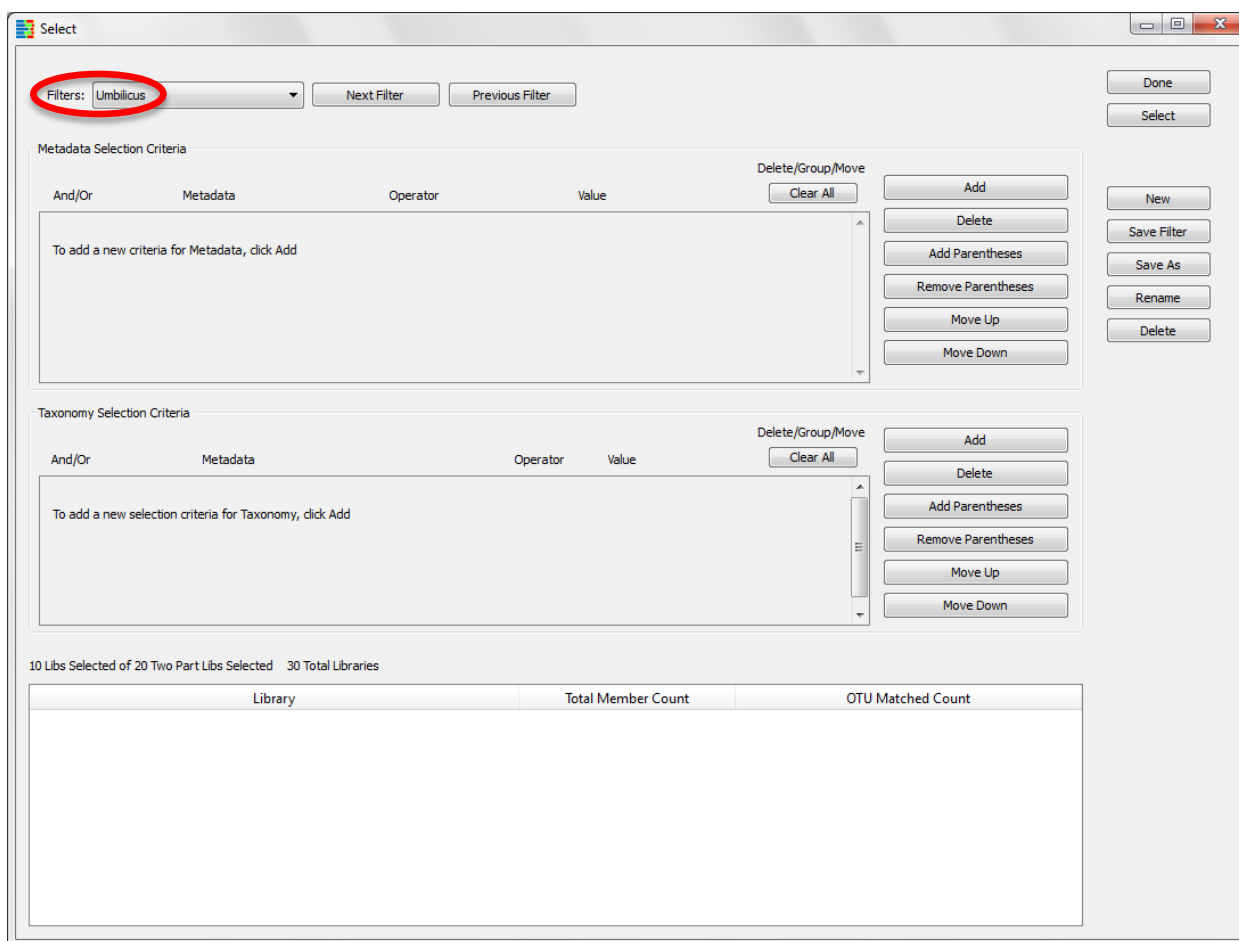 Select
Filters: Umbilicus Next Filter Previous Filter Done
Select
Metadata Selection Criteria
Delete/Group/Move
And/Or Metadata Operator Value Clear All Add
New
Delete
Save Filter
To add a new criteria for Metadata, click Add Add Parentheses
Save As
Remove Parentheses
Rename
Move Up
Delete
Move Down
Taxonomy Selection Criteria
Delete/Group/Move
Add
And/Or Metadata Operator Value Clear All
Delete
To add a new selection criteria for Taxonomy, click Add Add Parentheses
Remove Parentheses
Move Up
Move Down
10 Libs Selected of 20 Two Part Libs Selected 30 Total Libraries
Library Total Member Count OTU Matched Count